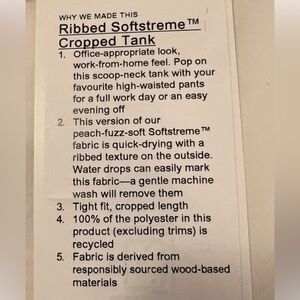 WHY WE MADE THIS
Ribbed Softstreme™
Cropped Tank
1. Office-appropriate look,
work-from-home feel. Pop on
this scoop-neck tank with your
favourite high-waisted pants
for a full work day or an easy
evening off
2. This version of our
peach-fuzz-soft Softstreme™
fabric is quick-drying with a
ribbed texture on the outside.
Water drops can easily mark
this fabric—a gentle machine
wash will remove them
3. Tight fit, cropped length
4. 100% of the polyester in this
product (excluding trims) is
recycled
5. Fabric is derived from
responsibly sourced wood-based
materials